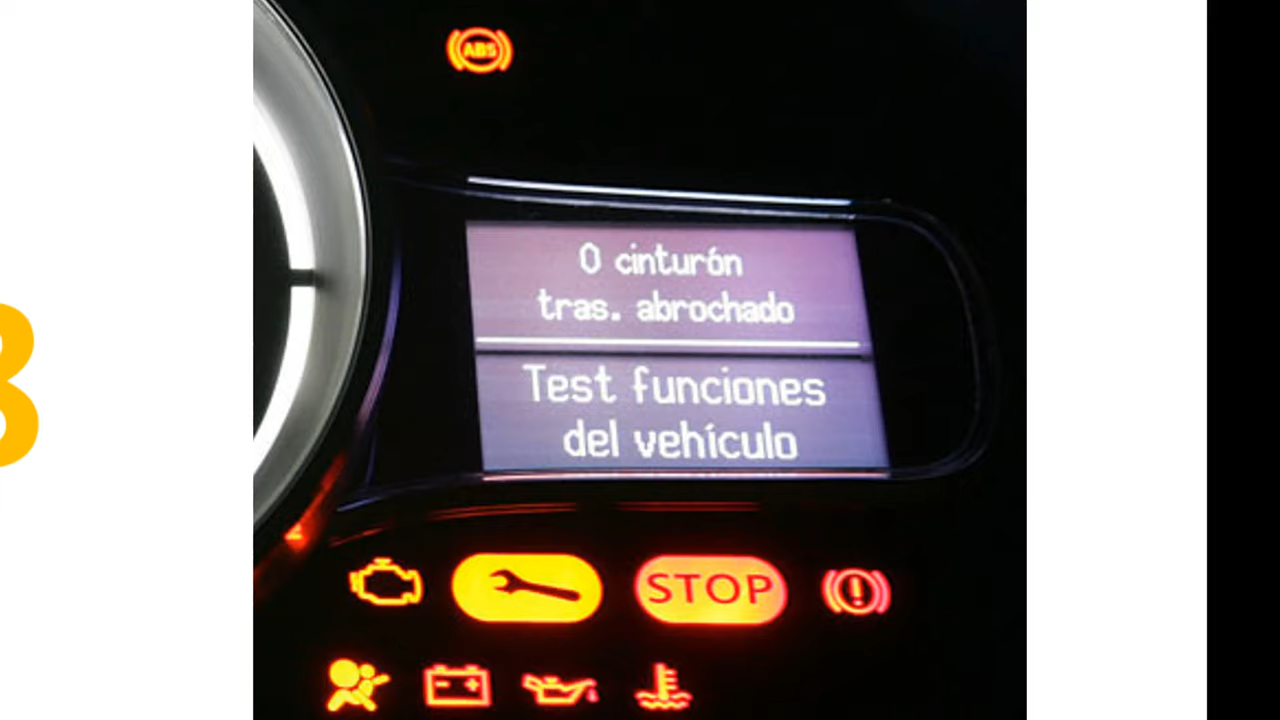 ABS
0 cinturón
tras. abrochado
Test funciones
del vehículo
STOP